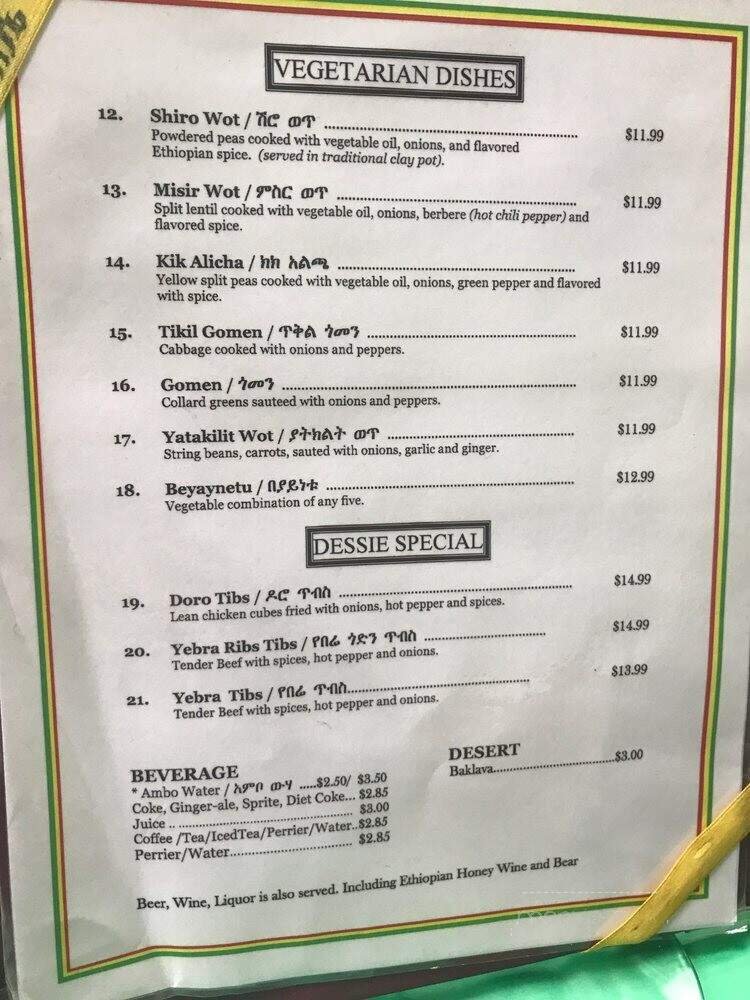 VEGETARIAN DISHES
12. Shiro Wot / ሽሮ ወጥ ........................................ $11.99
Powdered peas cooked with vegetable oil, onions, and flavored
Ethiopian spice. (served in traditional clay pot).
13. Misir Wot / ምስር ወጥ ........................................ $11.99
Split lentil cooked with vegetable oil, onions, berbere (hot chili pepper) and
flavored spice.
14. Kik Alicha / ክክ አልጫ ........................................ $11.99
Yellow split peas cooked with vegetable oil, onions, green pepper and flavored
with spice.
15. Tikil Gomen / ጥቅል ጎመን ........................................ $11.99
Cabbage cooked with onions and peppers.
16. Gomen / ጎመን ........................................ $11.99
Collard greens sauteed with onions and peppers.
17. Yatakilit Wot / ያትክልት ወጥ ........................................ $11.99
String beans, carrots, sauted with onions, garlic and ginger.
18. Beyaynetu / በያይነቱ ........................................ $12.99
Vegetable combination of any five.
DESSIE SPECIAL
19. Doro Tibs / ዶሮ ጥብስ ........................................ $14.99
Lean chicken cubes fried with onions, hot pepper and spices.
20. Yebra Ribs Tibs / የበሬ ጎድን ጥብስ ............................ $14.99
Tender Beef with spices, hot pepper and onions.
21. Yebra Tibs / የበሬ ጥብስ........................................ $13.99
Tender Beef with spices, hot pepper and onions.
BEVERAGE
* Ambo Water / አምቦ ውሃ .....$2.50/ $3.50
Coke, Ginger-ale, Sprite, Diet Coke... $2.85
Juice .. ........................................ $3.00
Coffee /Tea/IcedTea/Perrier/Water..$2.85
Perrier/Water.............................. $2.85
DESERT
Baklava..............................$3.00
Beer, Wine, Liquor is also served. Including Ethiopian Honey Wine and Bear